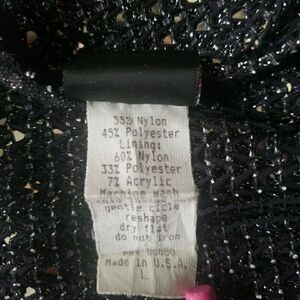 55% Nylon
45% Polyester
Lining:
60% Nylon
33% Polyester
7% Acrylic
Machine wash
gentle cicle
reshape
dry flat
do not iron
Made in U.S.A.